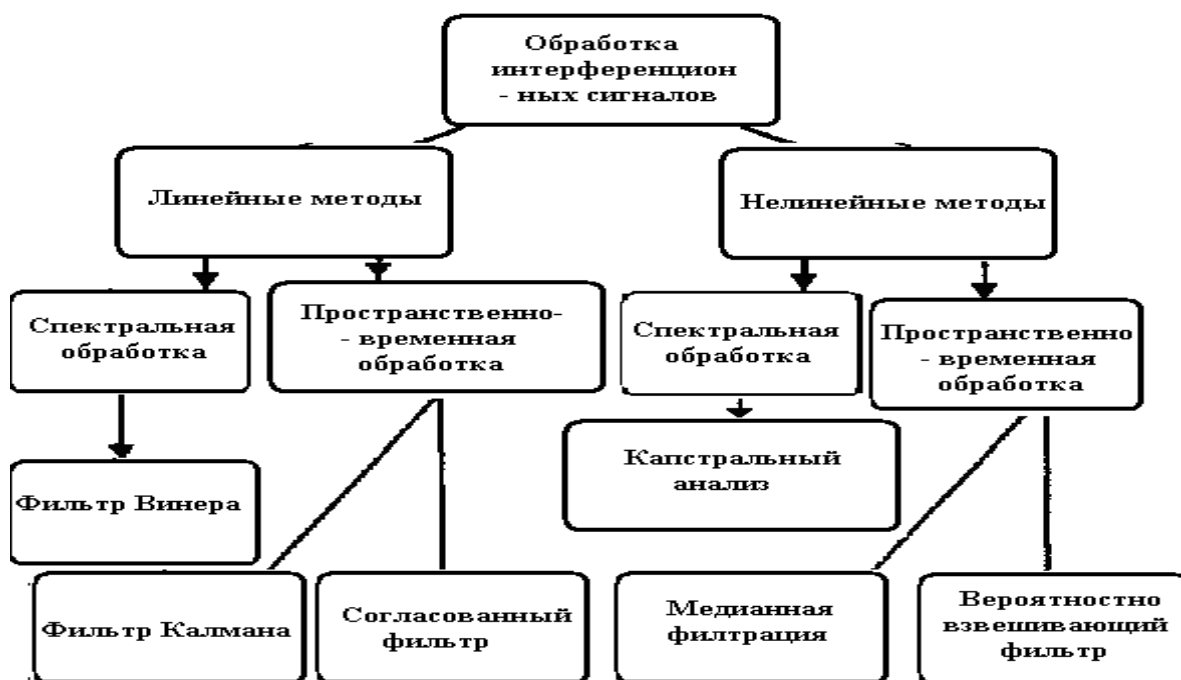 Обработка
интерференцион
- ных сигналов
Линейные методы
Нелинейные методы
Спектральная
обработка
Пространственно-
- временная
обработка
Спектральная
обработка
Пространственно
- временная
обработка
Фильтр Винера
Капстральный
анализ
Фильтр Калмана
Согласованный
фильтр
Медианная
филтрация
Вероятностно
взвешивающий
фильтр